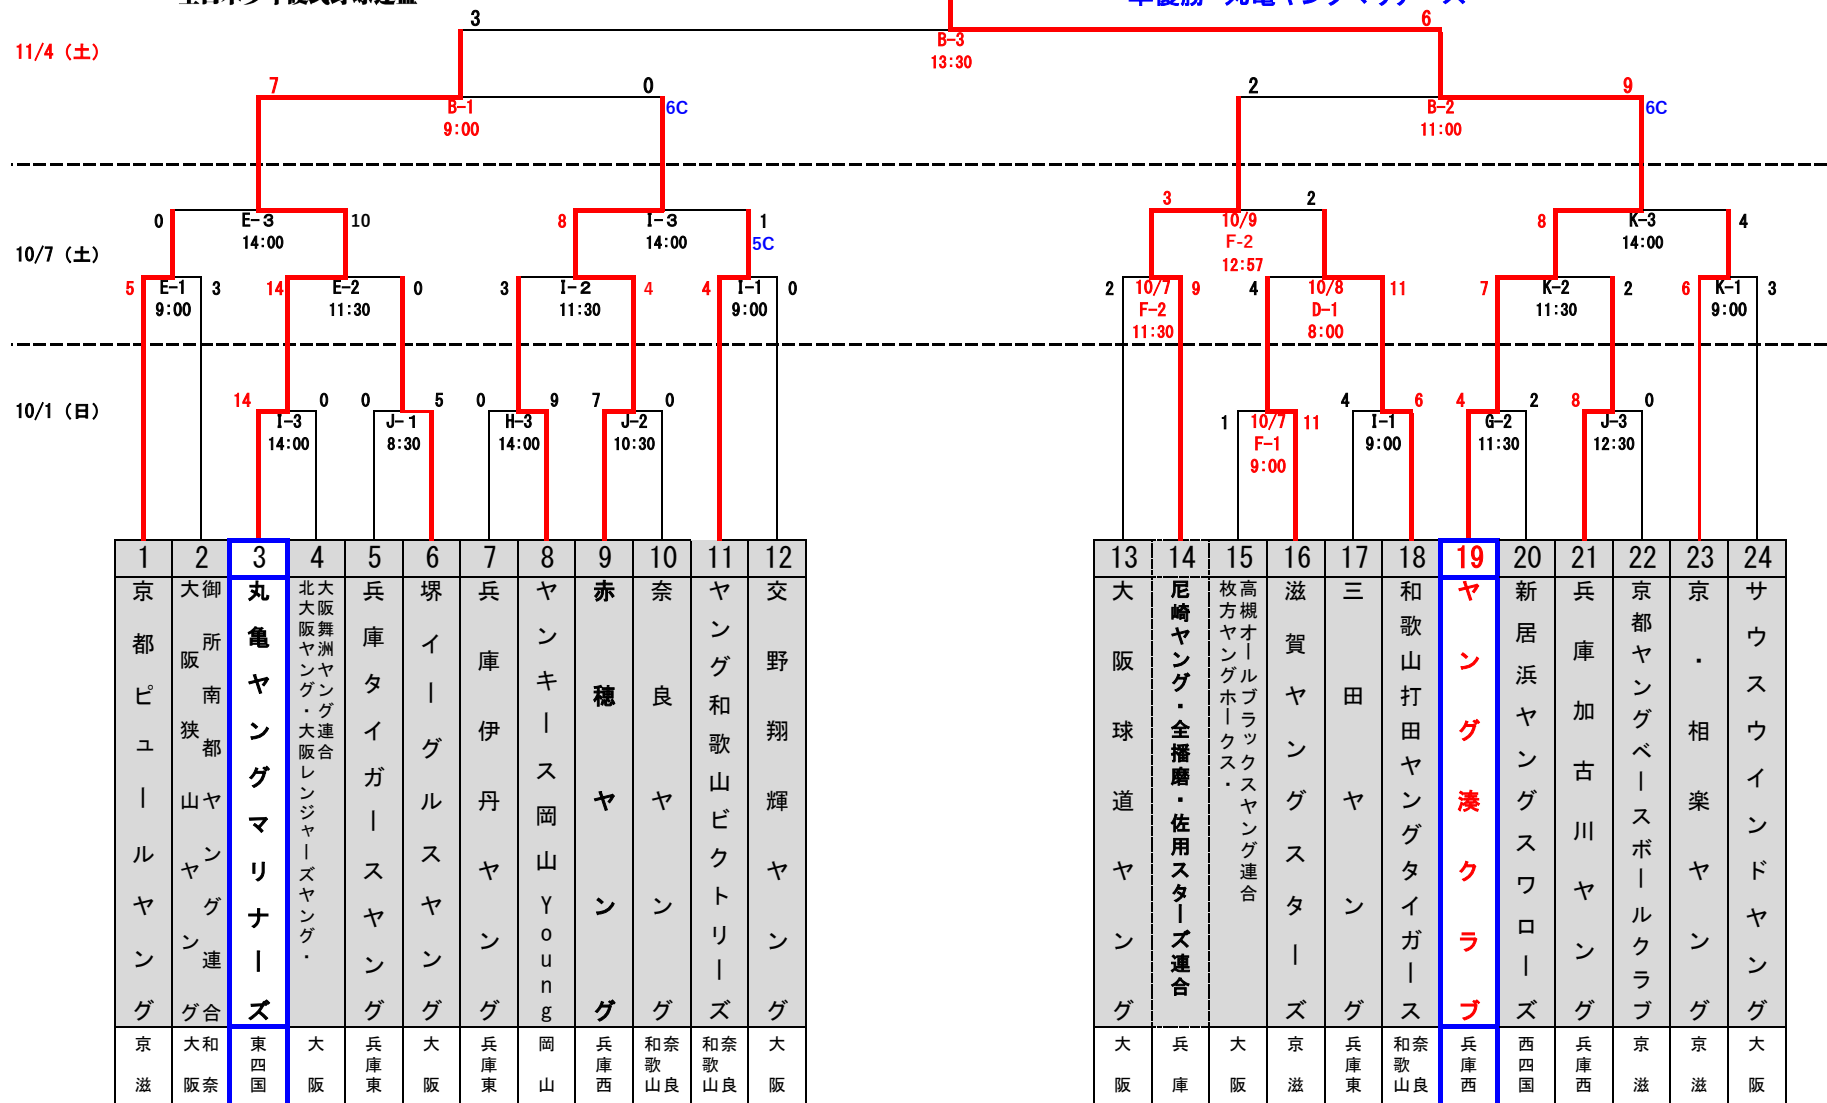 3
6
11/4（土）
B-3
13:30
7
0
2
9
B-1
6C
B-2
6C
9:00
11:00
3
2
0
E-3
10
8
I-3
1
10/9
8
K-3
4
14:00
14:00
5C
F-2
14:00
10/7（土）
12:57
5
E-1
3
14
E-2
0
3
I-2
4
4
I-1
0
2
10/7
9
4
10/8
11
7
K-2
2
6
K-1
3
9:00
11:30
11:30
9:00
F-2
D-1
11:30
9:00
11:30
8:00
10/1（日）
14
0
0
5
0
9
7
0
4
6
4
2
8
0
I-3
J-1
H-3
J-2
1
10/7
11
I-1
G-2
J-3
14:00
8:30
14:00
10:30
F-1
9:00
11:30
12:30
9:00
1
2
3
4
5
6
7
8
9
10
11
12
13
14
15
16
17
18
19
20
21
22
23
24
京都ピュールヤング
御所南都ヤング連合
大阪狭山ヤング
丸亀ヤングマリナーズ
大阪舞洲ヤング連合
北大阪ヤング・大阪レンジャーズヤング・
兵庫タイガースヤング
堺イーグルスヤング
兵庫伊丹ヤング
ヤンキース岡山Young
赤穂ヤング
奈良ヤング
ヤング和歌山ビクトリーズ
交野翔輝ヤング
大阪球道ヤング
尼崎ヤング・全播磨・佐用スターズ連合
高槻オールブラックスヤング連合
枚方ヤングホークス・
滋賀ヤングスターズ
三田ヤング
和歌山打田ヤングタイガース
ヤング湊クラブ
新居浜ヤングスワローズ
兵庫加古川ヤング
京都ヤングベースボールクラブ
京・相楽ヤング
サウスウインドヤング
京滋
和奈
大阪
東四国
大阪
兵庫東
大阪
兵庫東
岡山
兵庫西
奈良
和歌山
奈良
和歌山
大阪
大阪
兵庫
大阪
京滋
兵庫東
奈良
和歌山
兵庫西
西四国
兵庫西
京滋
京滋
大阪